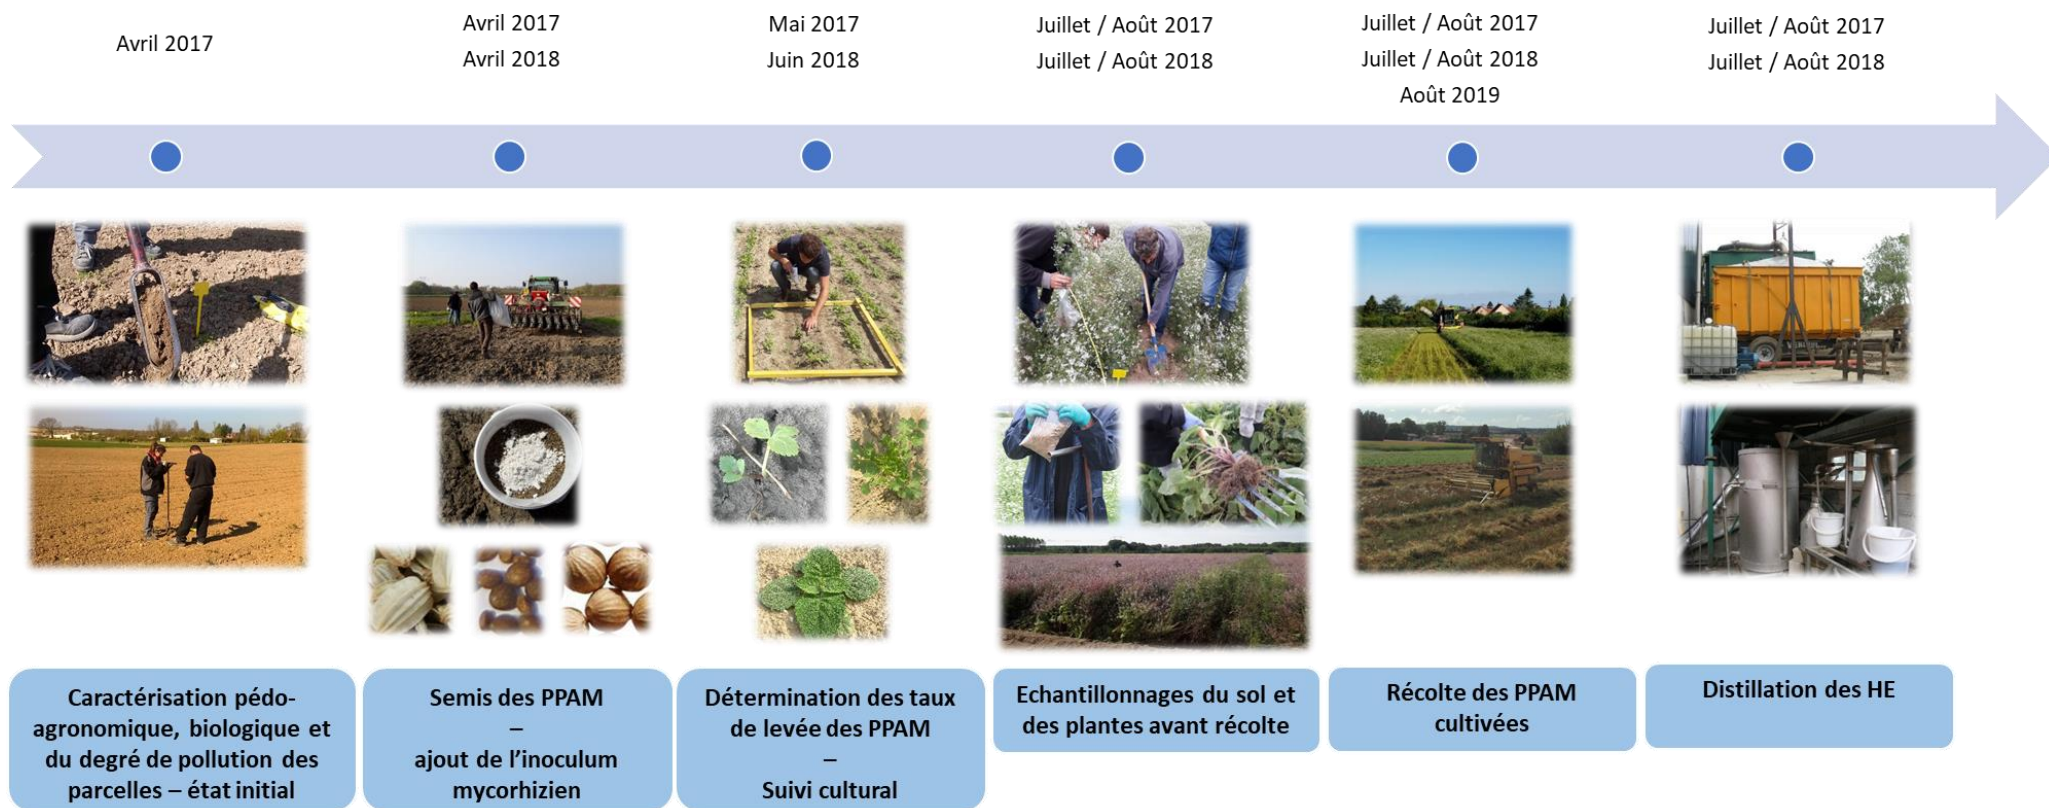 Avril 2017
Avril 2017
Avril 2018
Mai 2017
Juin 2018
Juillet / Août 2017
Juillet / Août 2018
Juillet / Août 2017
Juillet / Août 2018
Août 2019
Juillet / Août 2017
Juillet / Août 2018
Caractérisation pédo-
agronomique, biologique et
du degré de pollution des
parcelles – état initial
Semis des PPAM
–
ajout de l’inoculum
mycorhizien
Détermination des taux
de levée des PPAM
–
Suivi cultural
Echantillonnages du sol et
des plantes avant récolte
Récolte des PPAM
cultivées
Distillation des HE